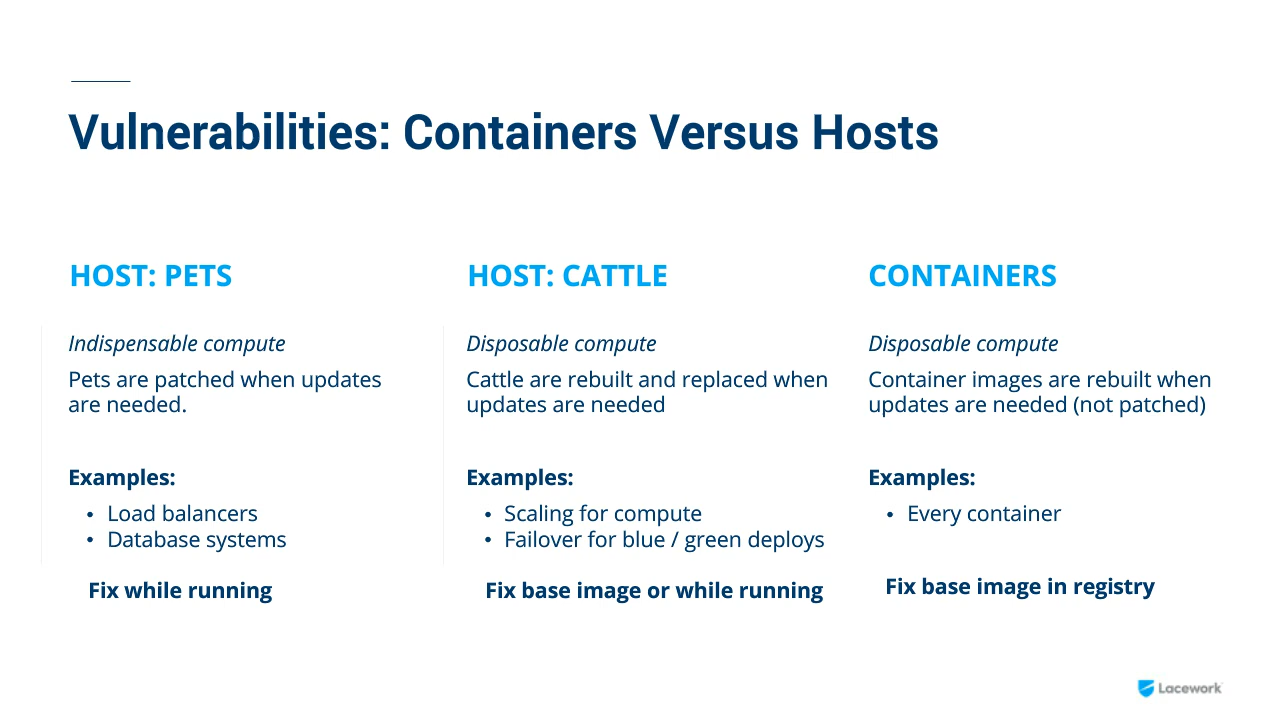 Vulnerabilities: Containers Versus Hosts
HOST: PETS
Indispensable compute
Pets are patched when updates
are needed.
Examples:
• Load balancers
• Database systems
Fix while running
HOST: CATTLE
Disposable compute
Cattle are rebuilt and replaced when
updates are needed
Examples:
• Scaling for compute
• Failover for blue / green deploys
Fix base image or while running
CONTAINERS
Disposable compute
Container images are rebuilt when
updates are needed (not patched)
Examples:
• Every container
Fix base image in registry
Lacework